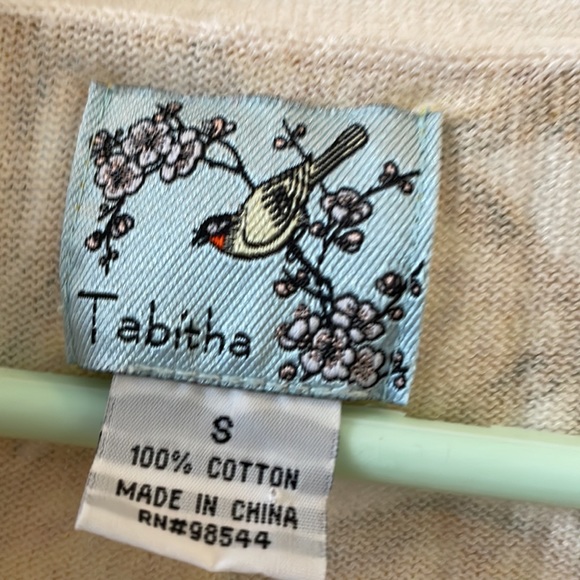 Tabitha
S
100% COTTON
MADE IN CHINA
RN#98544